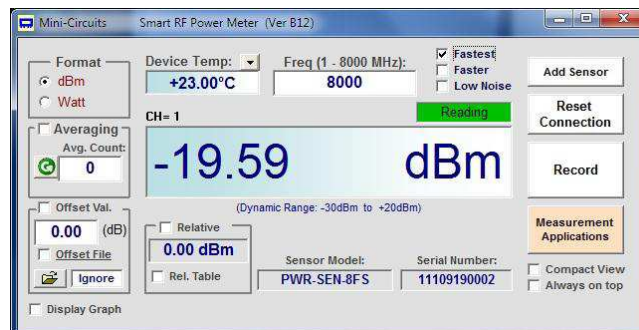 Mini-Circuits Smart RF Power Meter (Ver B12)
Format
dBm
Watt
Device Temp:
+23.00°C
Freq (1 - 8000 MHz):
8000
Fastest
Faster
Low Noise
Add Sensor
Reset
Connection
Record
Measurement
Applications
Compact View
Always on top
Averaging
Avg. Count:
0
CH= 1
Reading
-19.59 dBm
(Dynamic Range: -30dBm to +20dBm)
Offset Val.
0.00 (dB)
Offset File
Ignore
Relative
0.00 dBm
Rel. Table
Sensor Model:
PWR-SEN-8FS
Serial Number:
11109190002
Display Graph